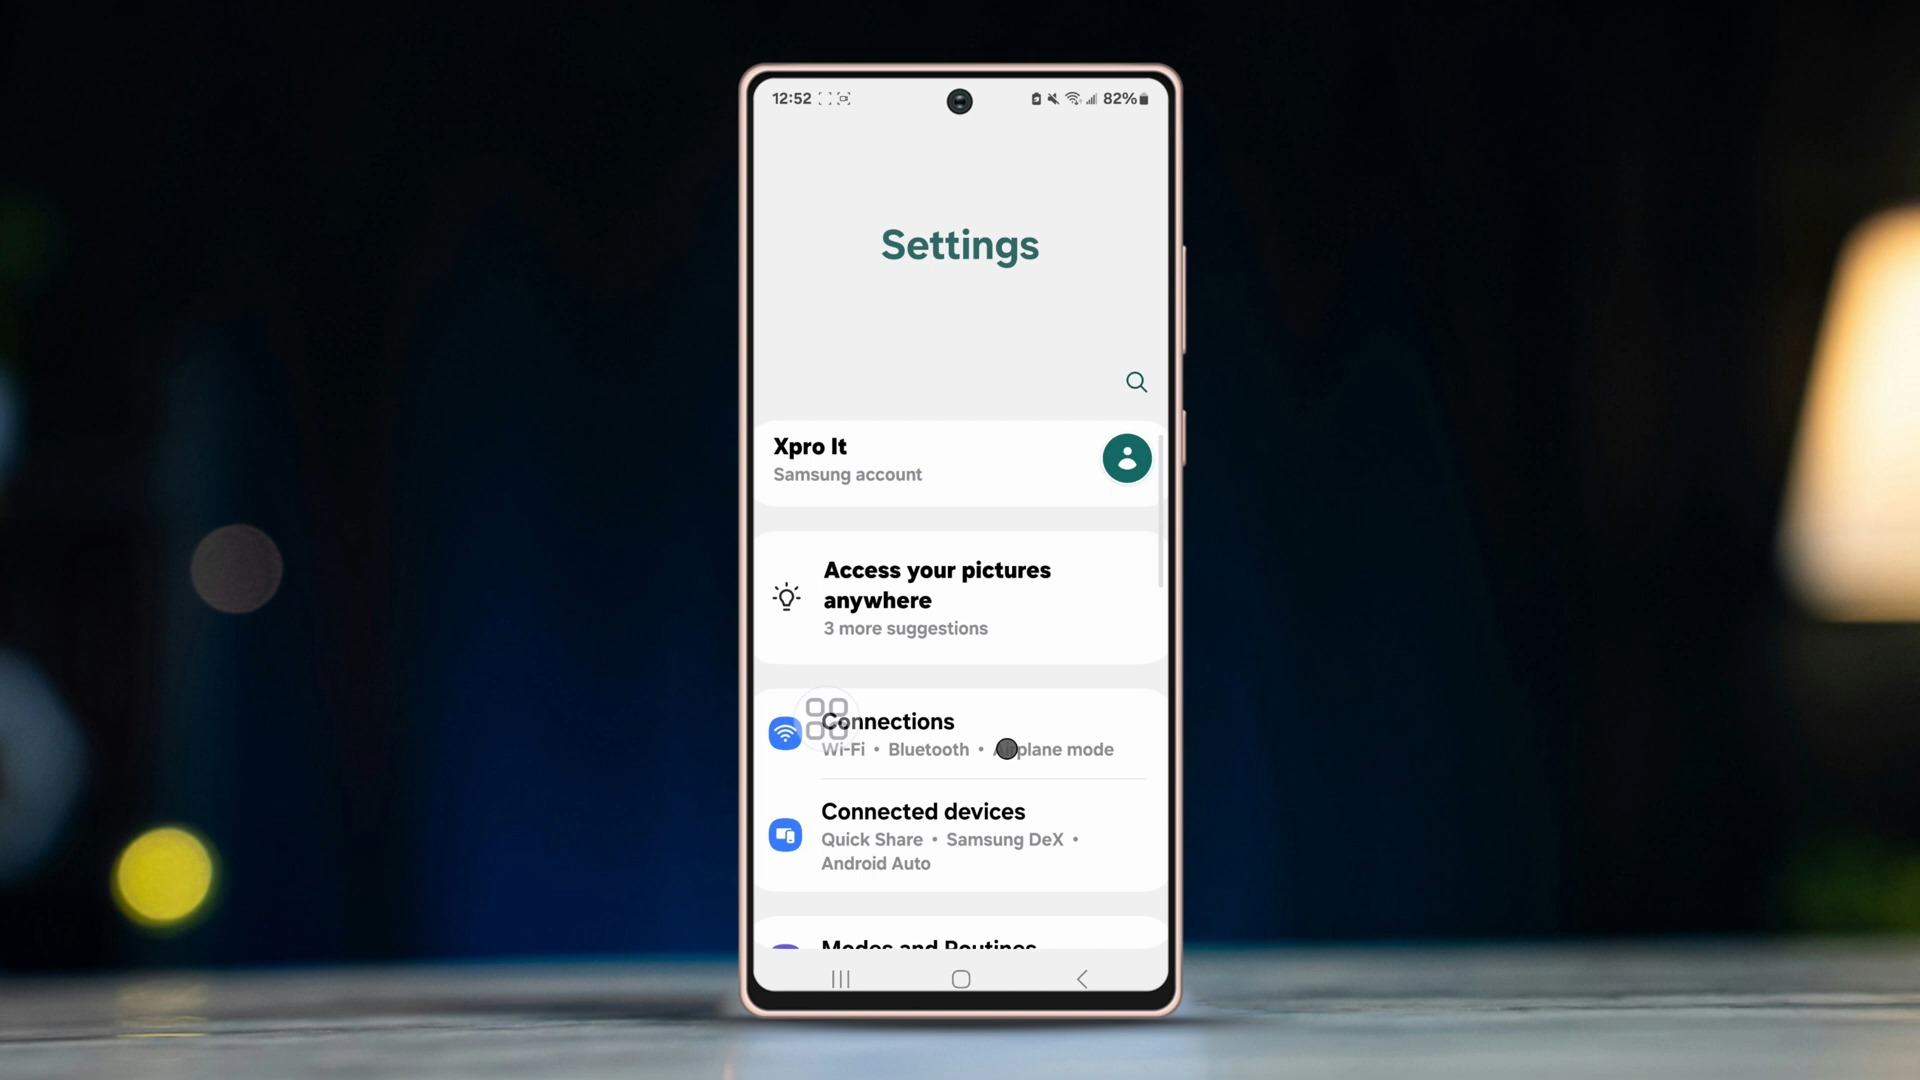 12:52
82%
Settings
Xpro It
Samsung account
Access your pictures
anywhere
3 more suggestions
Connections
Wi-Fi • Bluetooth • Airplane mode
Connected devices
Quick Share • Samsung DeX •
Android Auto
Modes and Routines